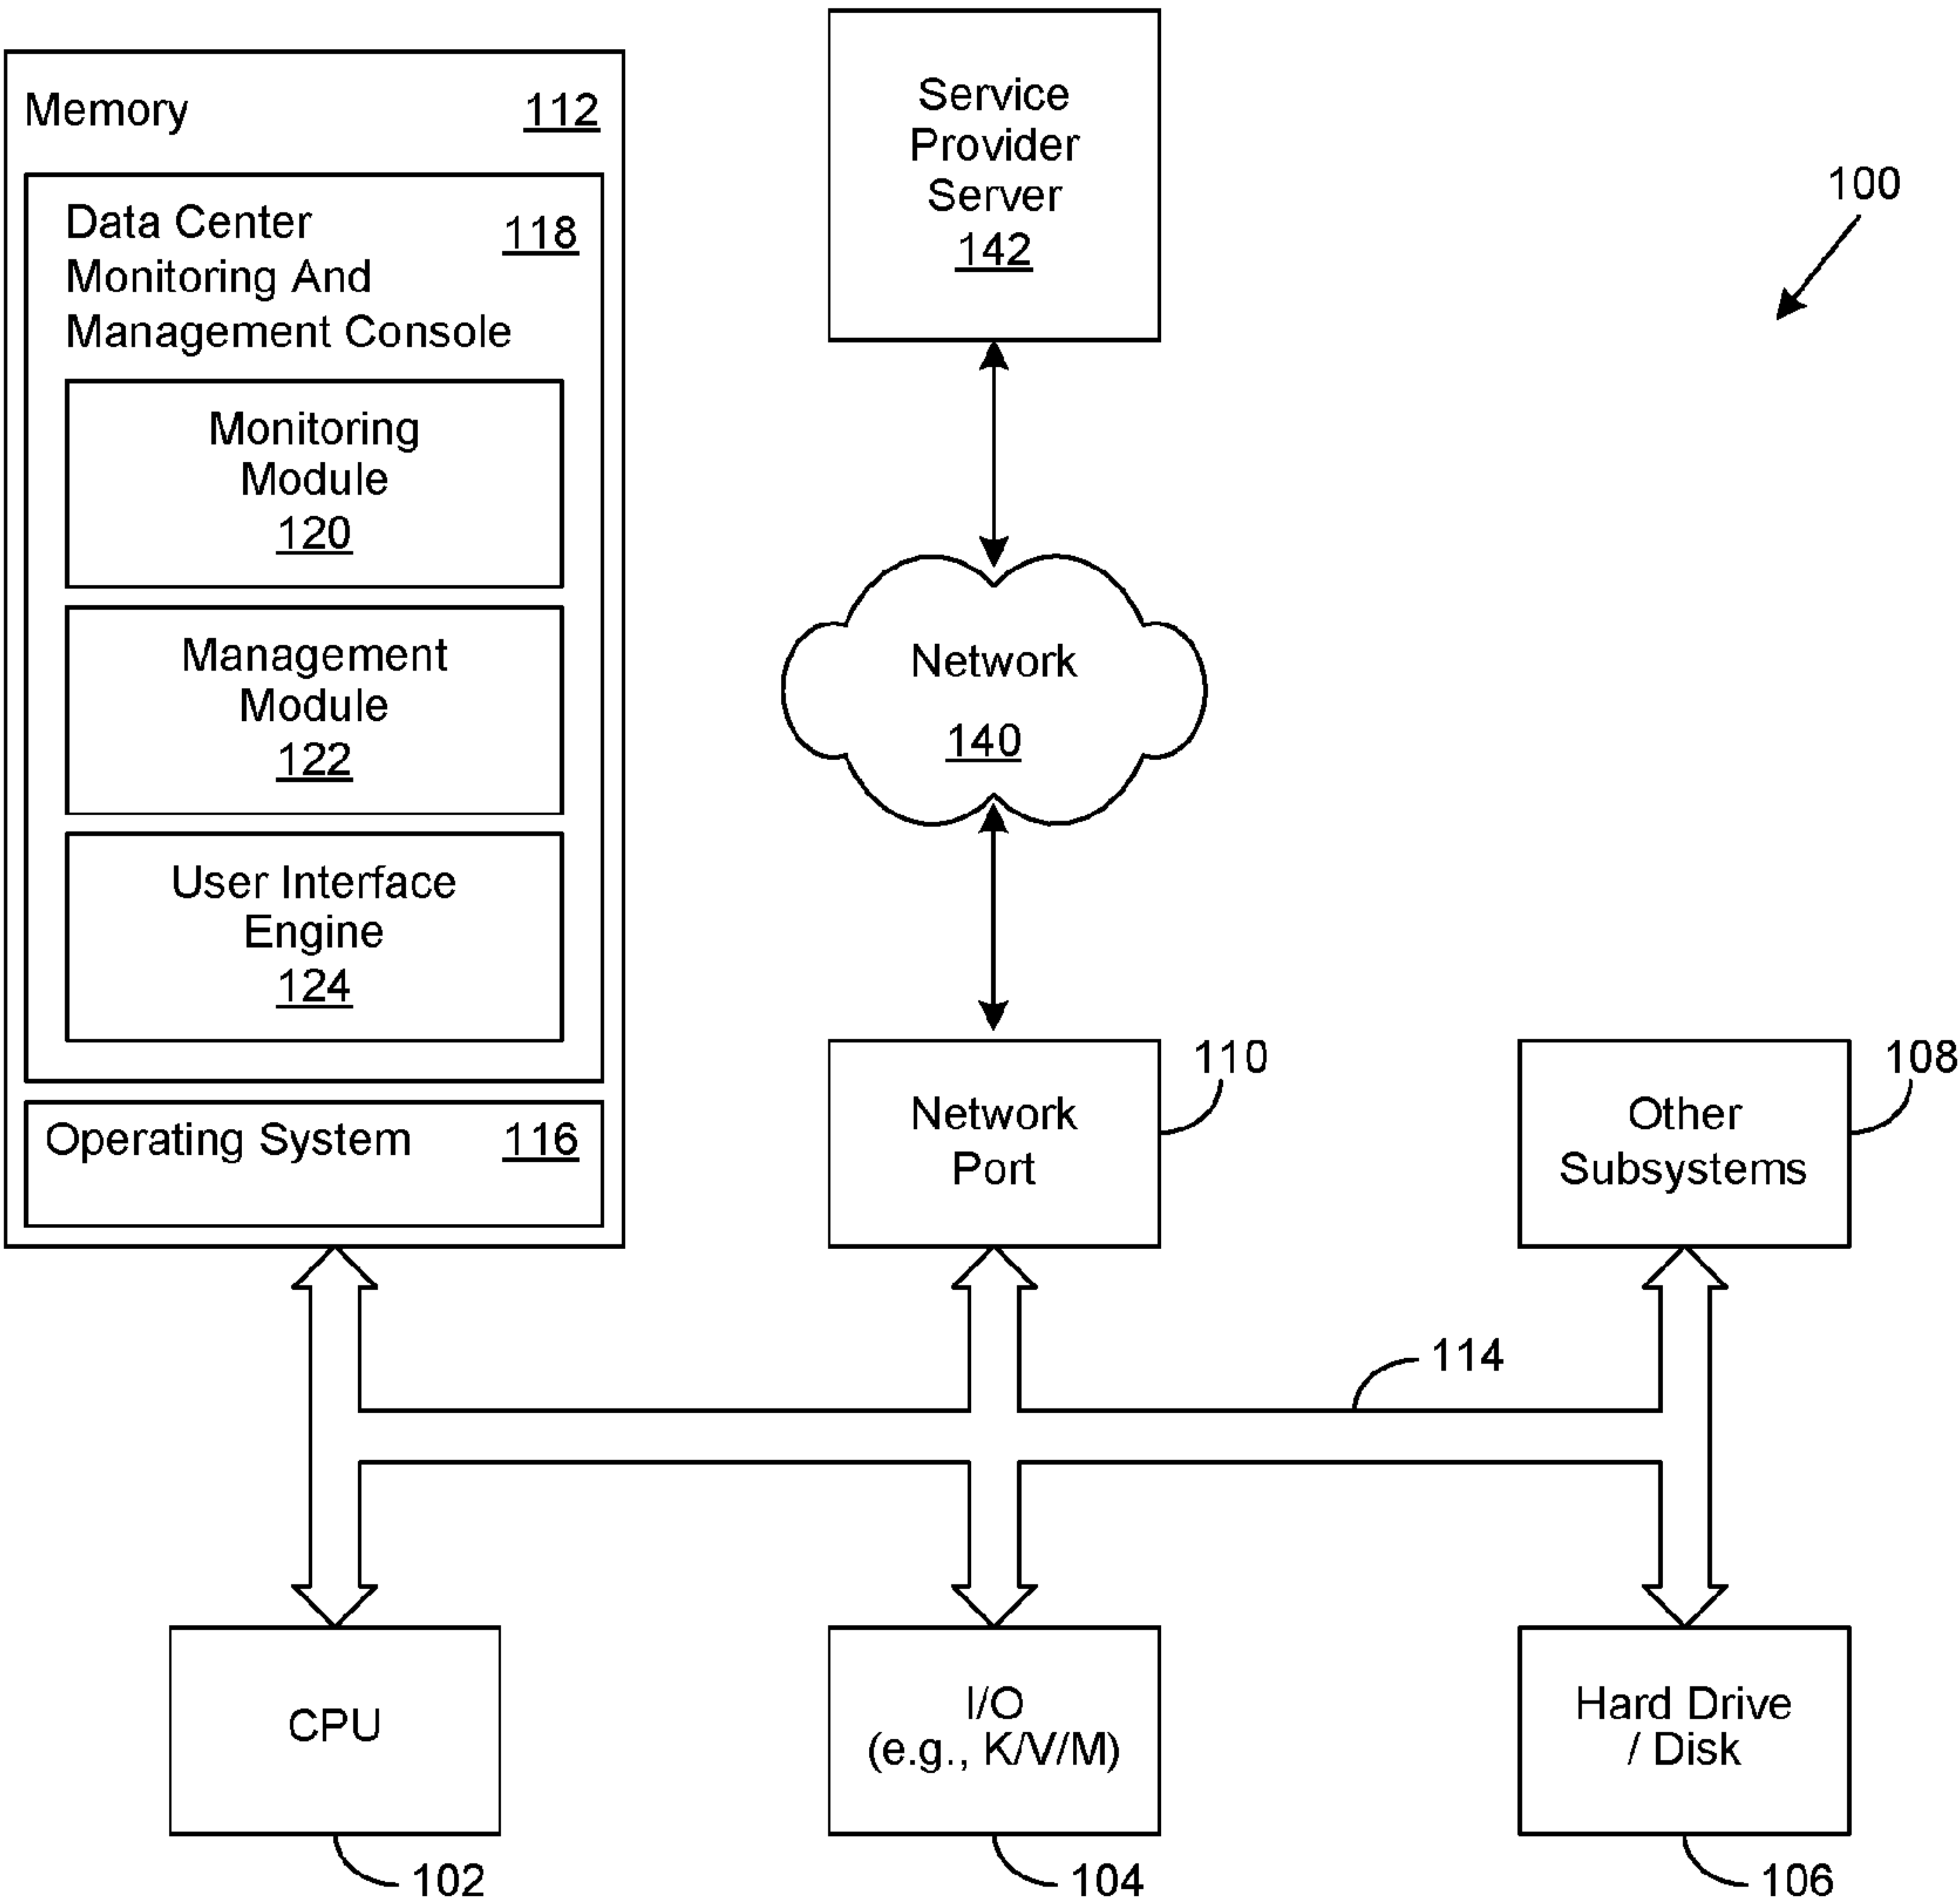 Memory 112
Data Center 118
Monitoring And
Management Console
Monitoring
Module
120
Management
Module
122
User Interface
Engine
124
Operating System 116
Service
Provider
Server
142
100
Network
140
Network
Port
110
Other
Subsystems
108
114
CPU
102
I/O
(e.g., K/V/M)
104
Hard Drive
/ Disk
106